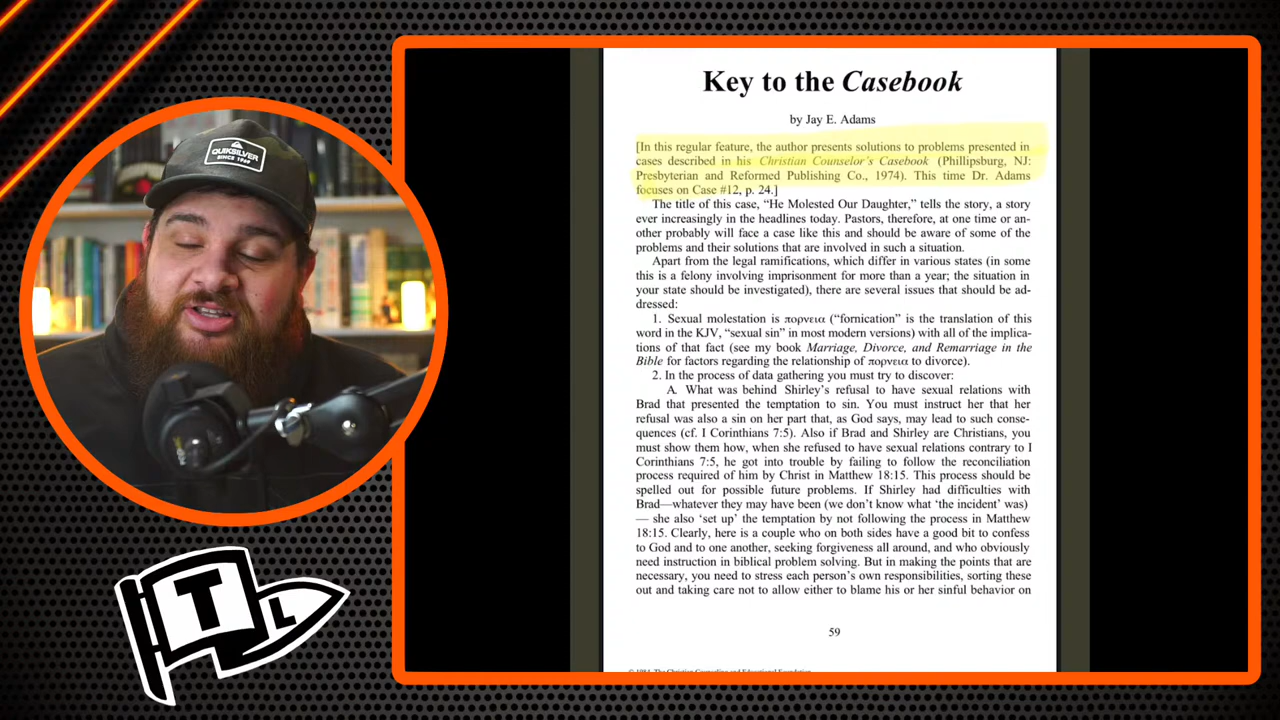 QUIKSILVER
SINCE 1969
T
L
Key to the Casebook
by Jay E. Adams
[In this regular feature, the author presents solutions to problems presented in
cases described in his Christian Counselor's Casebook (Phillipsburg, NJ:
Presbyterian and Reformed Publishing Co., 1974). This time Dr. Adams
focuses on Case #12, p. 24.]
The title of this case, “He Molested Our Daughter,” tells the story, a story
ever increasingly in the headlines today. Pastors, therefore, at one time or an-
other probably will face a case like this and should be aware of some of the
problems and their solutions that are involved in such a situation.
Apart from the legal ramifications, which differ in various states (in some
this is a felony involving imprisonment for more than a year; the situation in
your state should be investigated), there are several issues that should be ad-
dressed:
1. Sexual molestation is πορνεια (“fornication” is the translation of this
word in the KJV, “sexual sin” in most modern versions) with all of the implica-
tions of that fact (see my book Marriage, Divorce, and Remarriage in the
Bible for factors regarding the relationship of πορνεια to divorce).
2. In the process of data gathering you must try to discover:
A. What was behind Shirley's refusal to have sexual relations with
Brad that presented the temptation to sin. You must instruct her that her
refusal was also a sin on her part that, as God says, may lead to such conse-
quences (cf. I Corinthians 7:5). Also if Brad and Shirley are Christians, you
must show them how, when she refused to have sexual relations contrary to I
Corinthians 7:5, he got into trouble by failing to follow the reconciliation
process required of him by Christ in Matthew 18:15. This process should be
spelled out for possible future problems. If Shirley had difficulties with
Brad—whatever they may have been (we don't know what ‘the incident’ was)
— she also ‘set up’ the temptation by not following the process in Matthew
18:15. Clearly, here is a couple who on both sides have a good bit to confess
to God and to one another, seeking forgiveness all around, and who obviously
need instruction in biblical problem solving. But in making the points that are
necessary, you need to stress each person's own responsibilities, sorting these
out and taking care not to allow either to blame his or her sinful behavior on
59